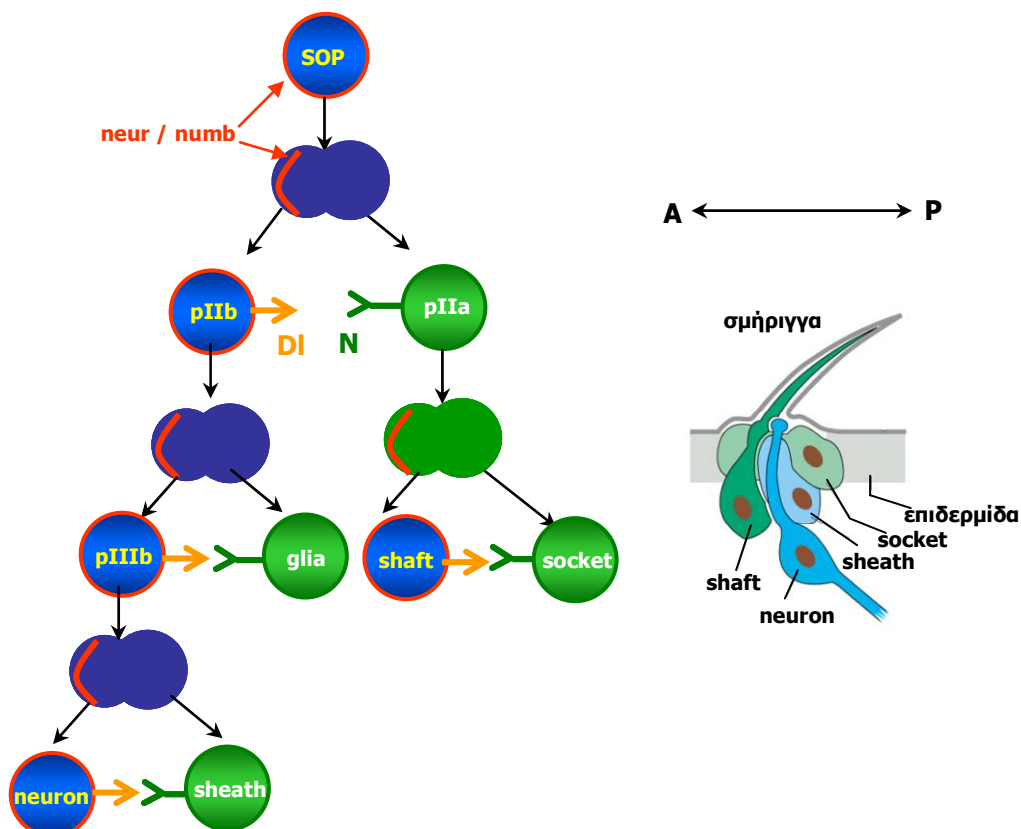 SOP
neur / numb
A
P
pIIb
pIIa
Dl
N
σμήριγγα
επιδερμίδα
socket
sheath
shaft
neuron
pIIIb
glia
shaft
socket
neuron
sheath